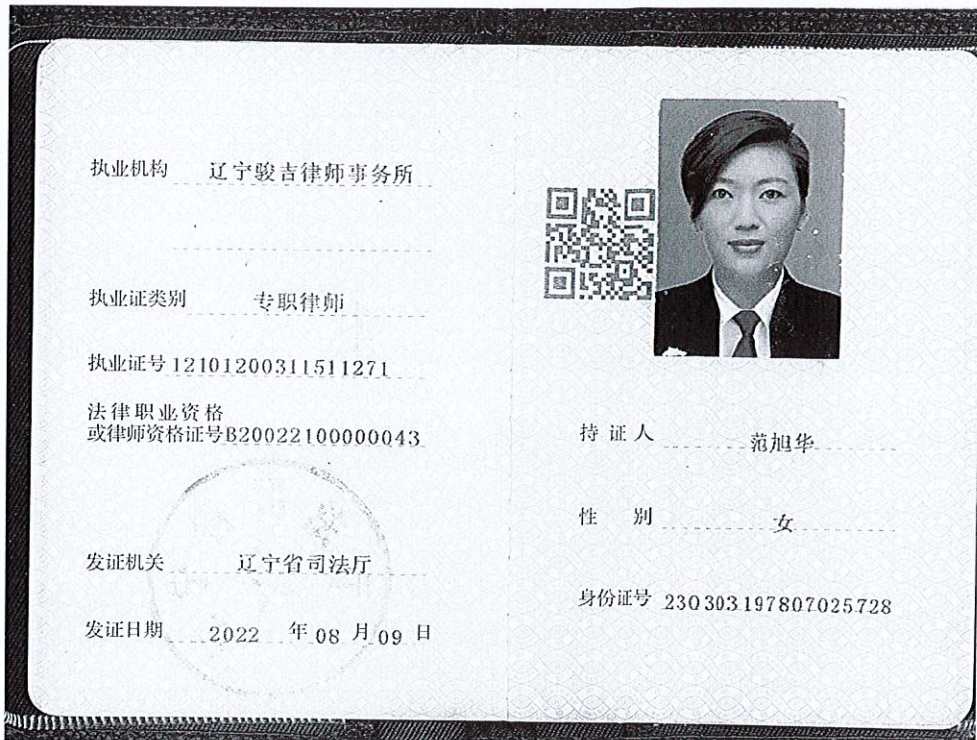 执业机构 辽宁骏吉律师事务所
执业证类别 专职律师
执业证号 12101200311511271
法律职业资格
或律师资格证号 B20022100000043
发证机关 辽宁省司法厅
发证日期 2022 年 08 月 09 日
持证人 范旭华
性 别 女
身份证号 230303197807025728